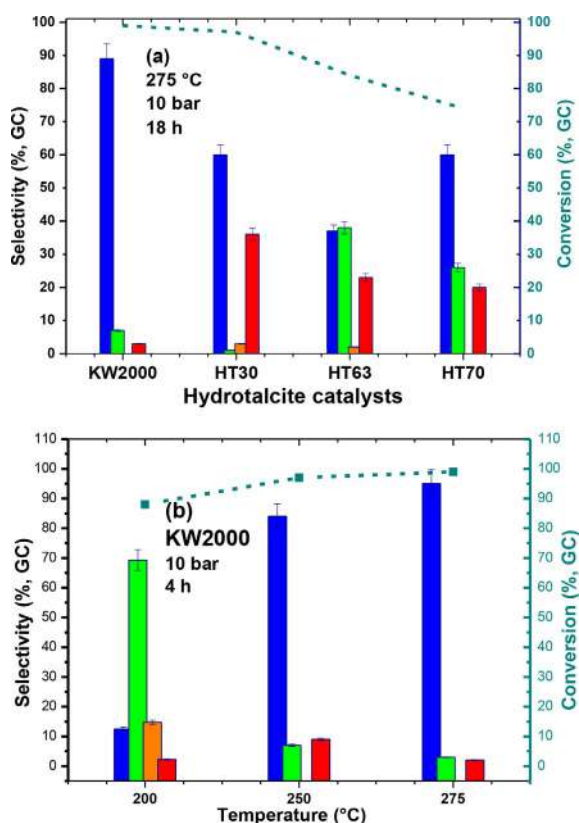 100
90
80
70
60
50
40
30
20
10
0
Selectivity (%, GC)
(a)
275 °C
10 bar
18 h
100
90
80
70
60
50
40
30
20
10
0
Conversion (%, GC)
KW2000 HT30 HT63 HT70
Hydrotalcite catalysts
110
100
90
80
70
60
50
40
30
20
10
0
Selectivity (%, GC)
(b)
KW2000
10 bar
4 h
110
100
90
80
70
60
50
40
30
20
10
0
Conversion (%, GC)
200 250 275
Temperature (°C)